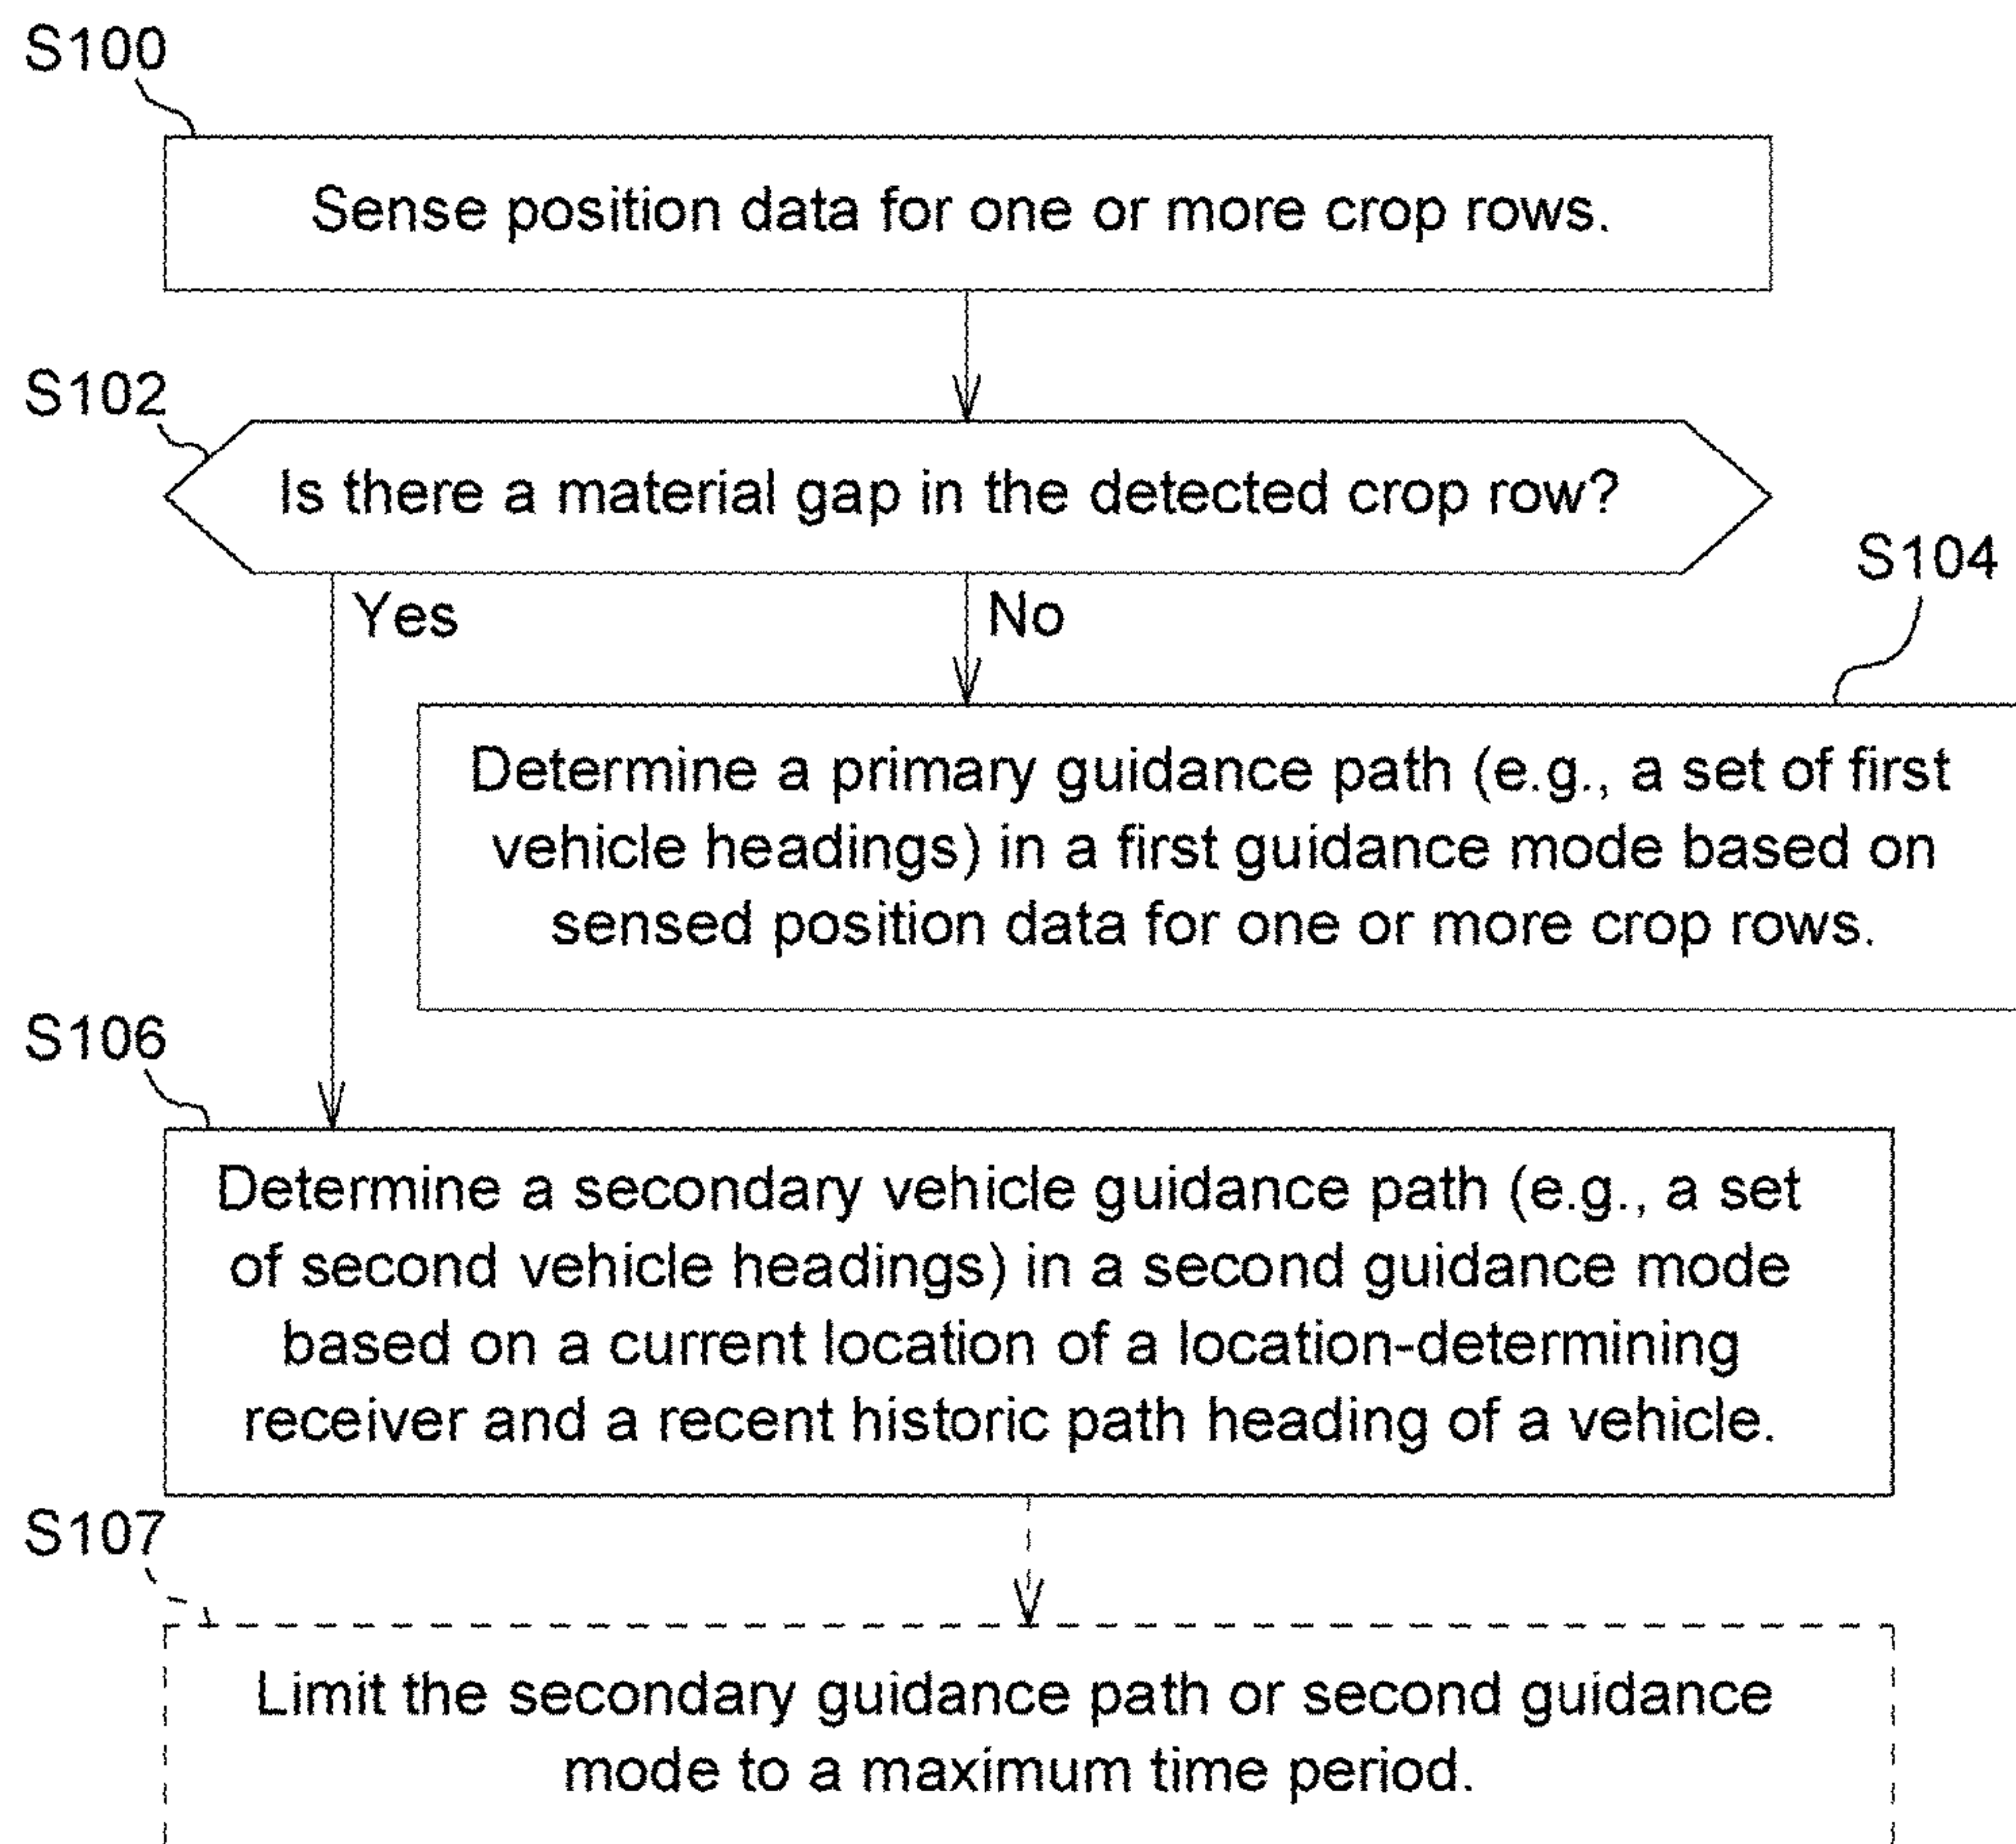 S100
Sense position data for one or more crop rows.
S102
Is there a material gap in the detected crop row?
Yes
No
S104
Determine a primary guidance path (e.g., a set of first
vehicle headings) in a first guidance mode based on
sensed position data for one or more crop rows.
S106
Determine a secondary vehicle guidance path (e.g., a set
of second vehicle headings) in a second guidance mode
based on a current location of a location-determining
receiver and a recent historic path heading of a vehicle.
S107
Limit the secondary guidance path or second guidance
mode to a maximum time period.